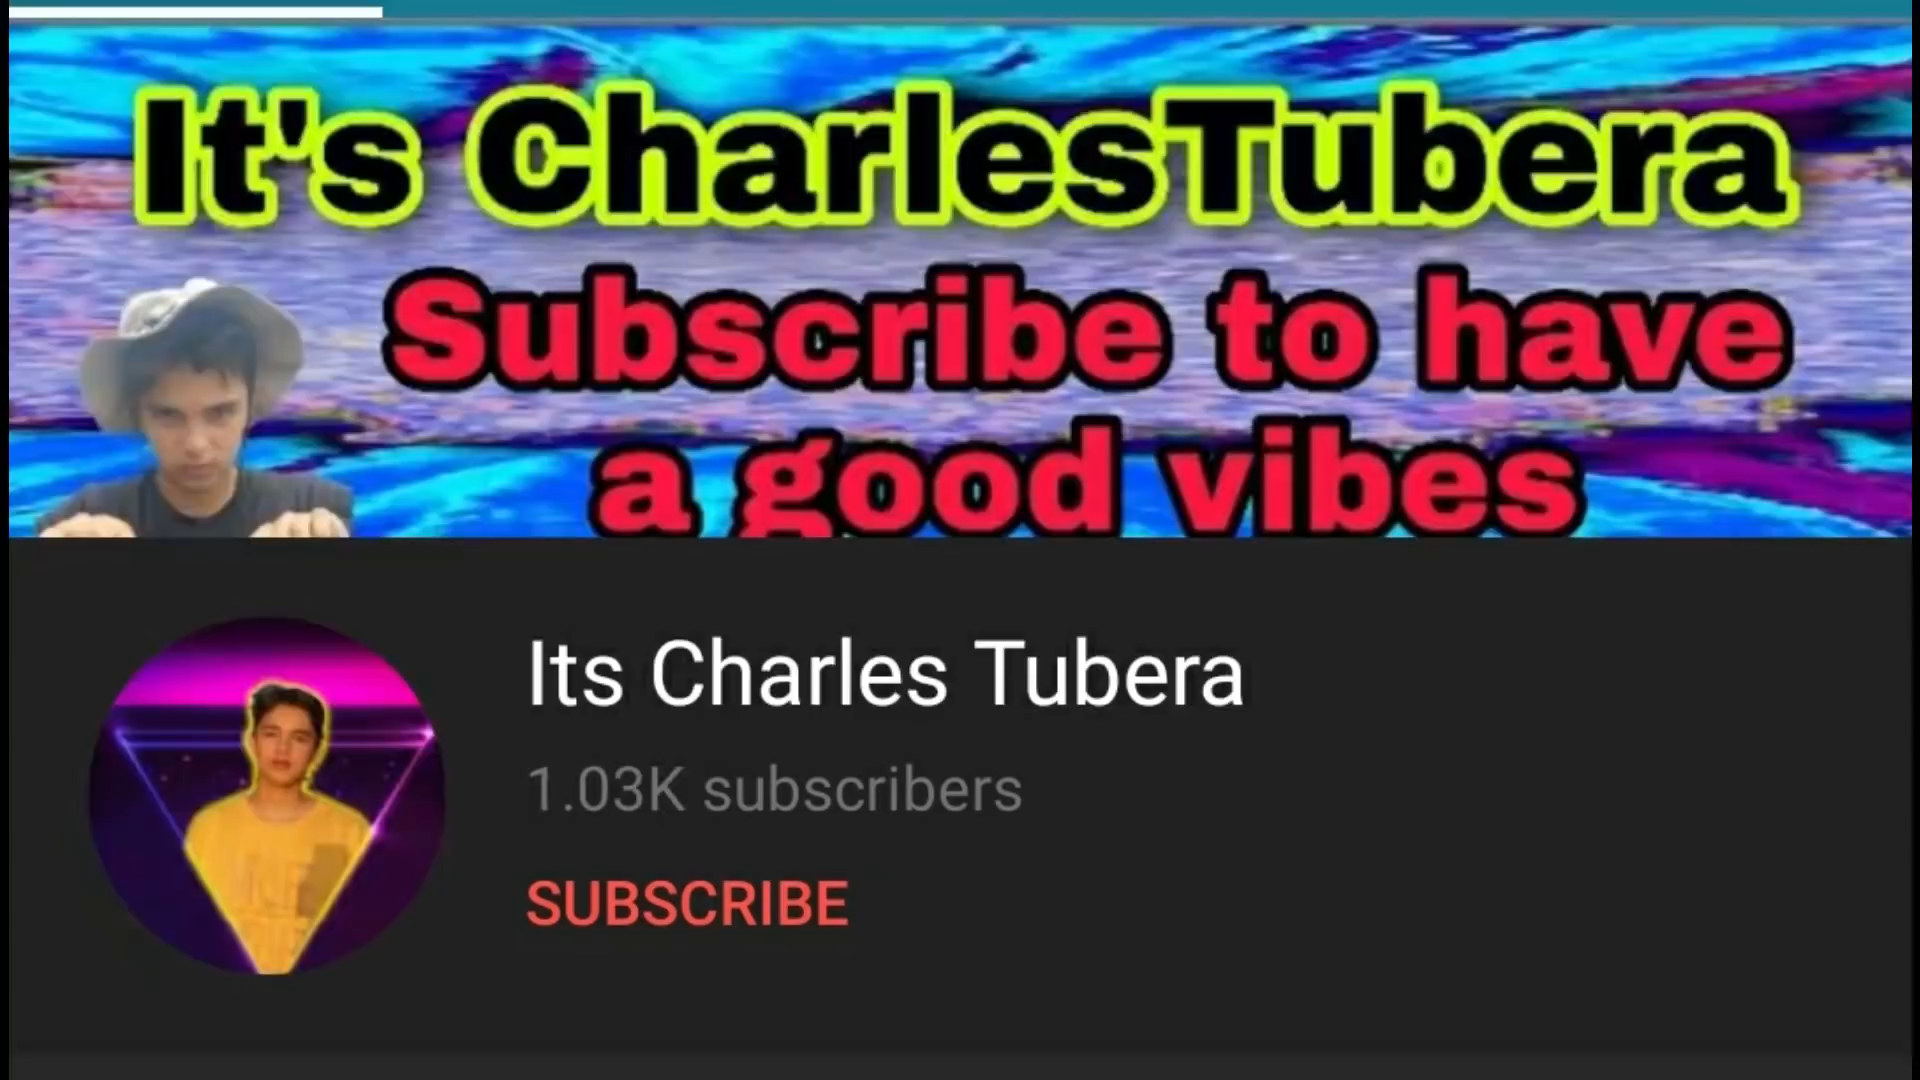 It's CharlesTubera
Subscribe to have
a good vibes
Its Charles Tubera
1.03K subscribers
SUBSCRIBE